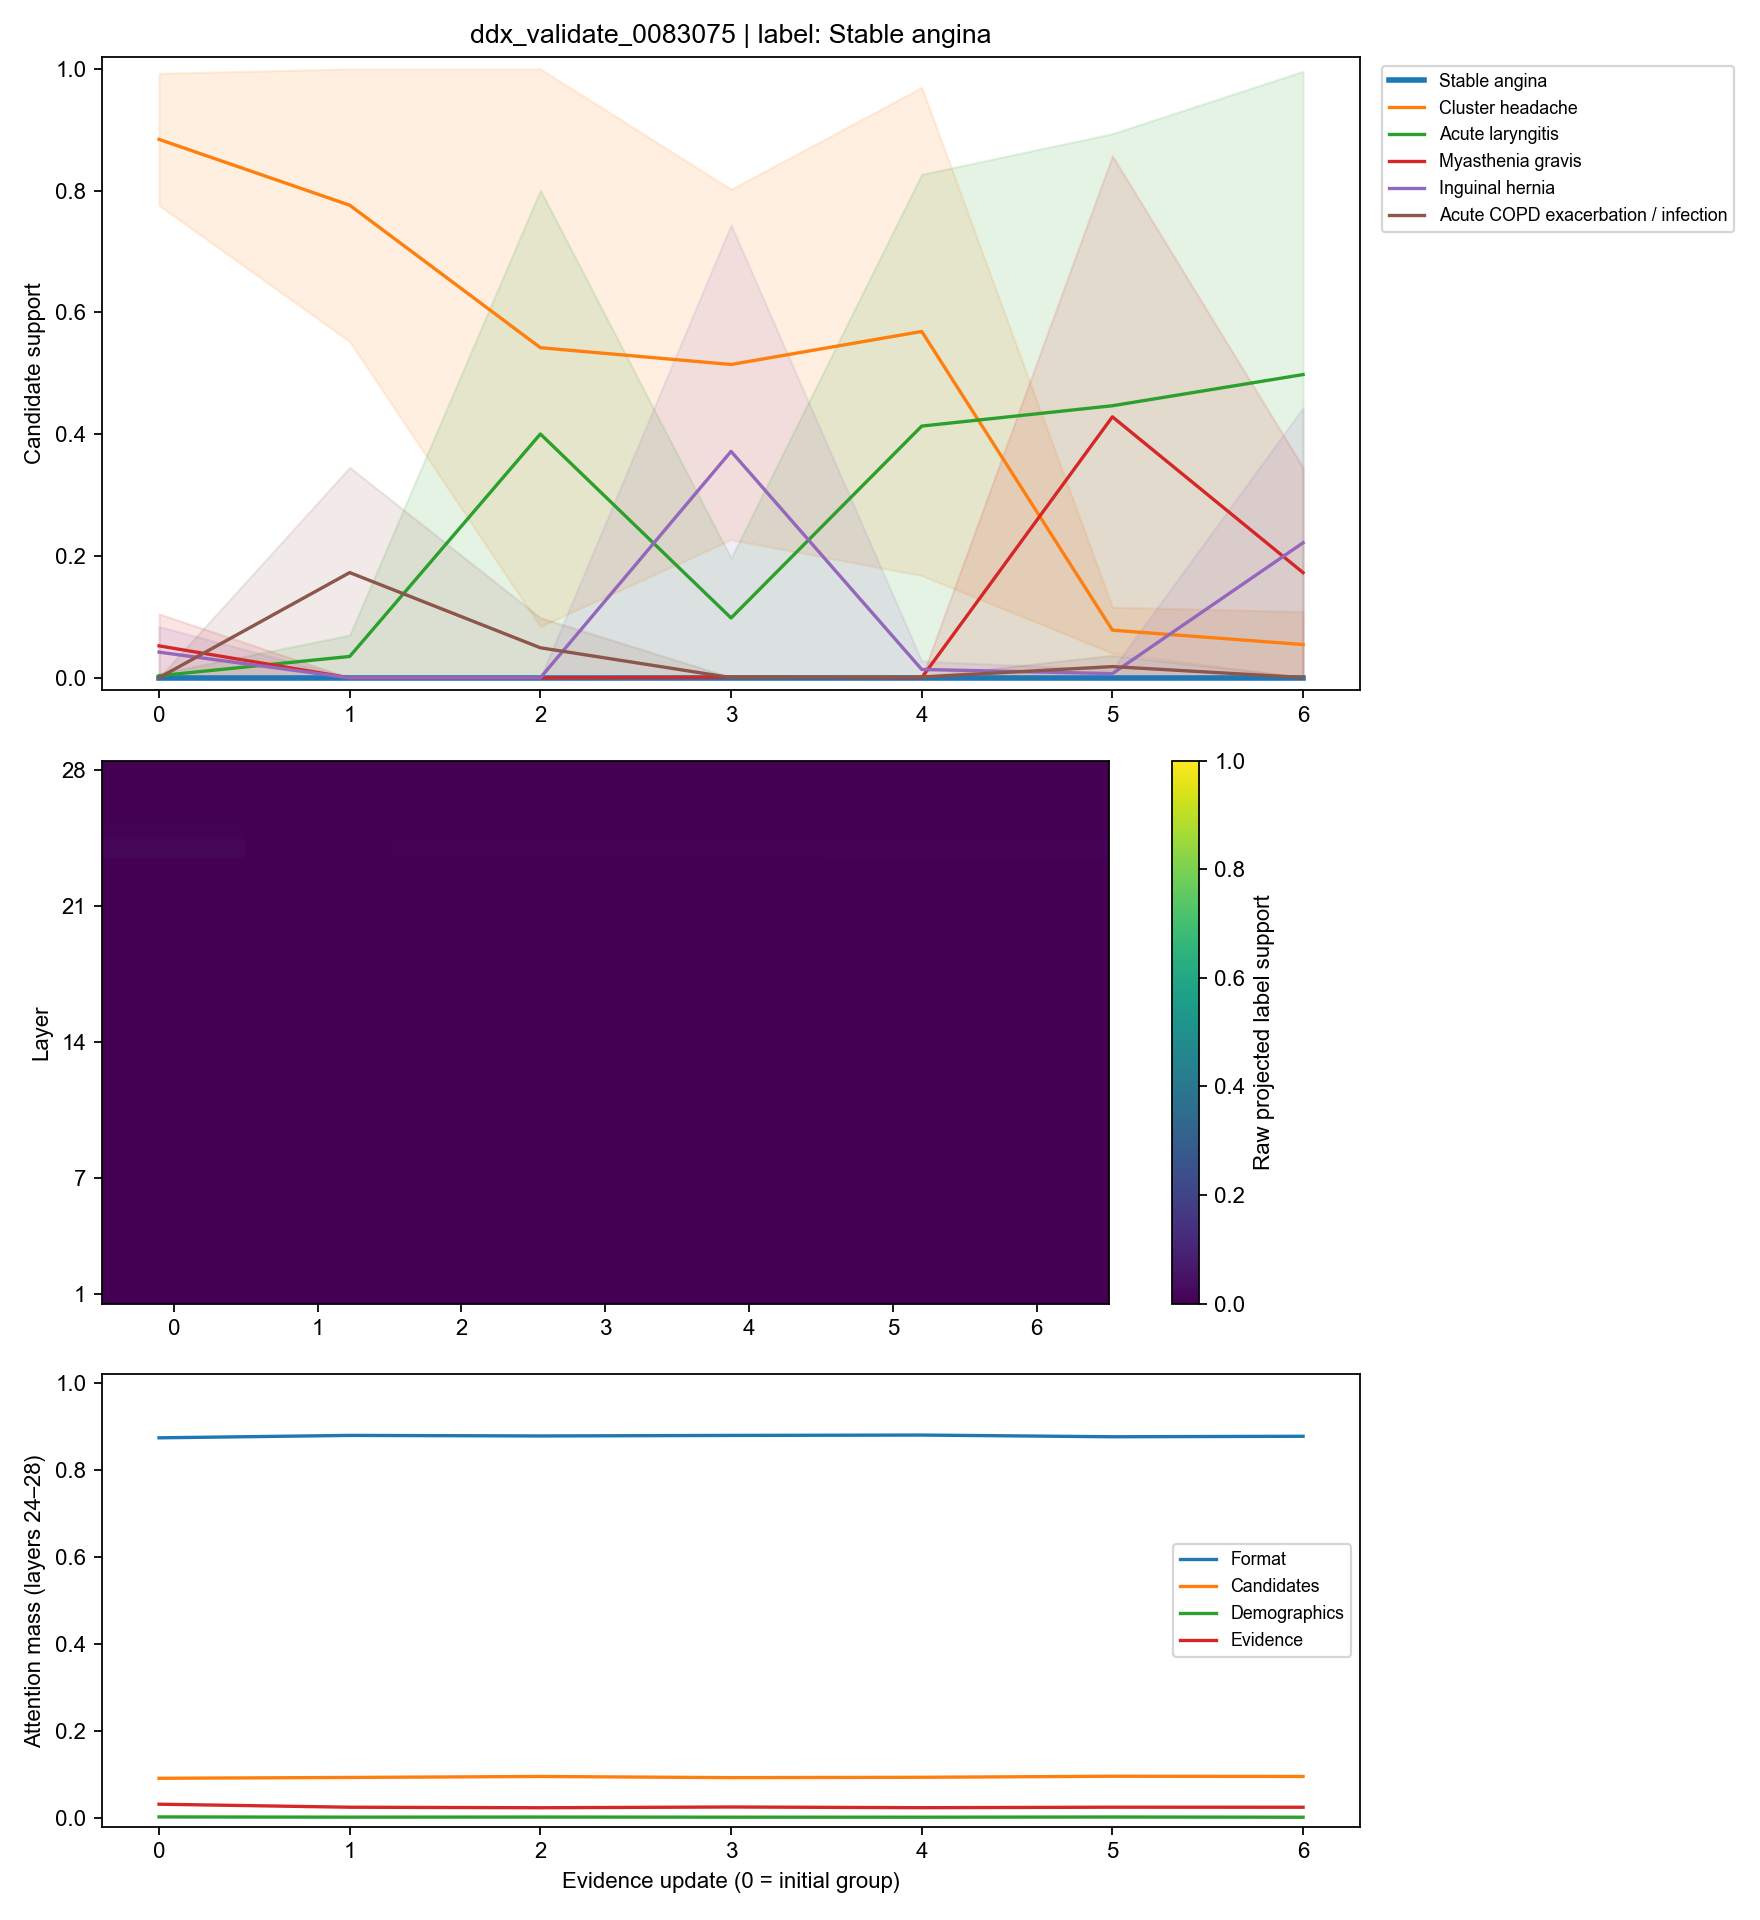 ddx_validate_0083075 | label: Stable angina
1.0
0.8
0.6
0.4
0.2
0.0
Candidate support
0 1 2 3 4 5 6
Stable angina
Cluster headache
Acute laryngitis
Myasthenia gravis
Inguinal hernia
Acute COPD exacerbation / infection
28
21
14
7
1
Layer
0 1 2 3 4 5 6
1.0
0.8
0.6
0.4
0.2
0.0
Raw projected label support
1.0
0.8
0.6
0.4
0.2
0.0
Attention mass (layers 24–28)
Format
Candidates
Demographics
Evidence
0 1 2 3 4 5 6
Evidence update (0 = initial group)